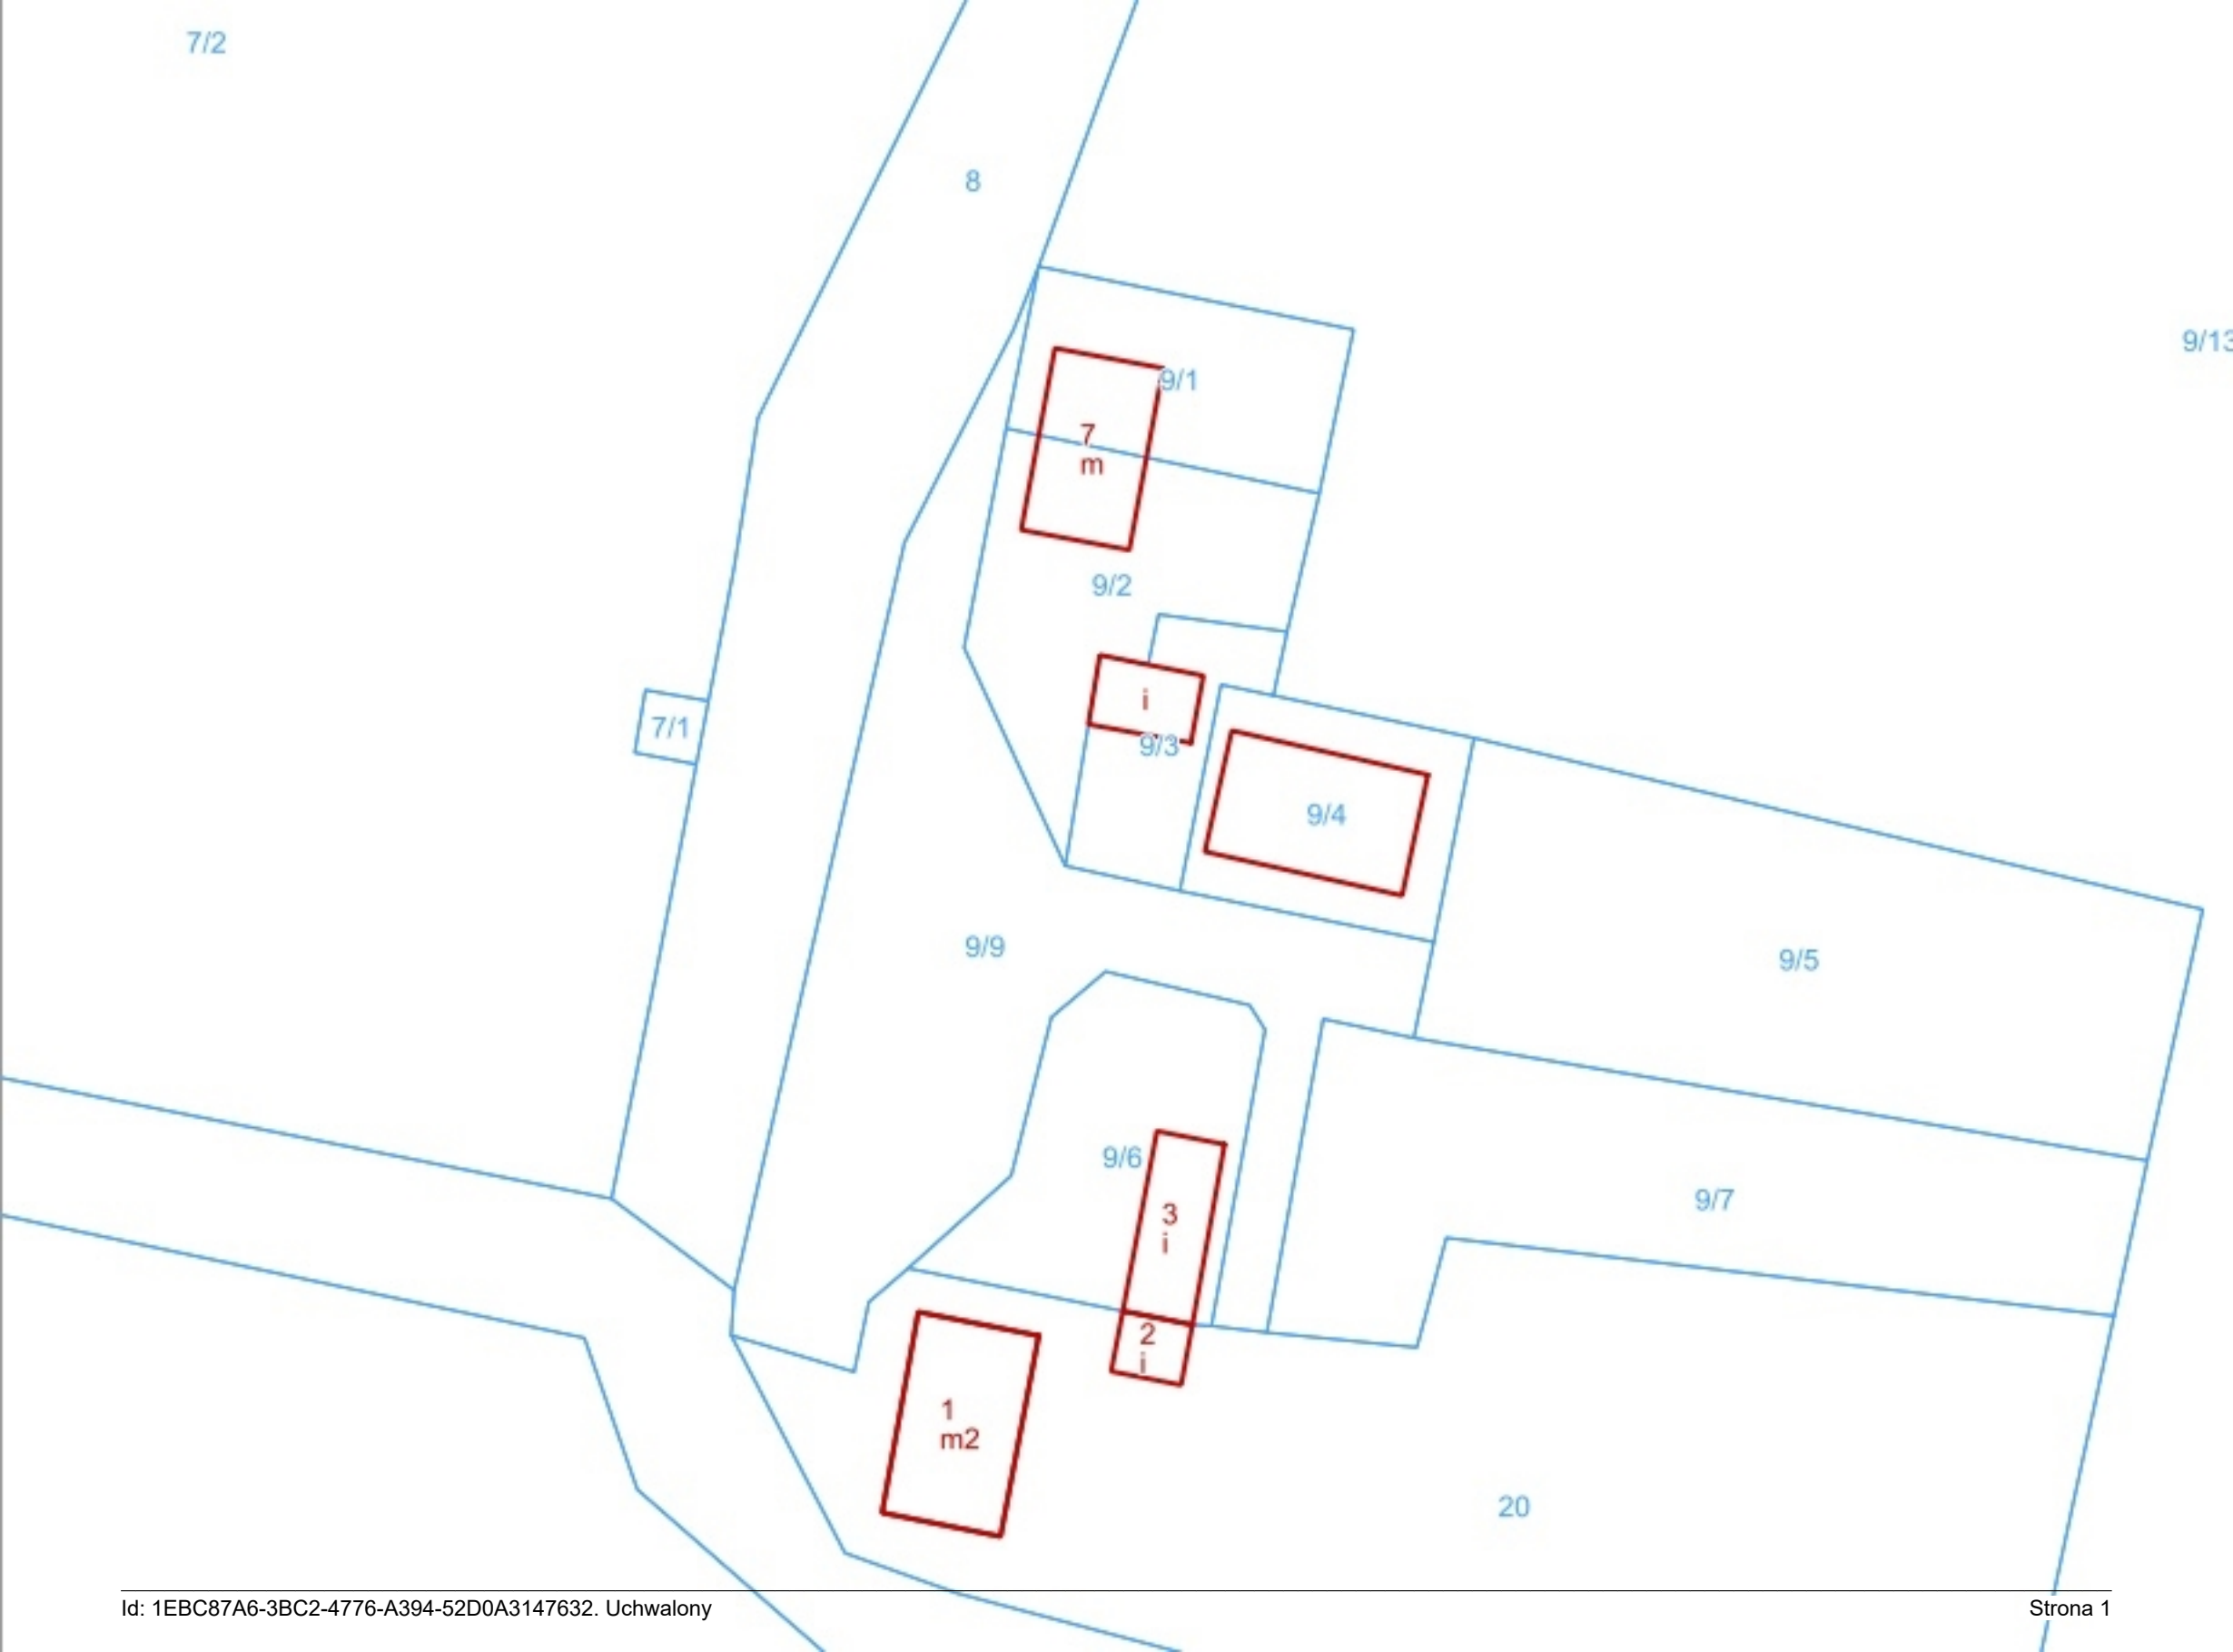 7/2
8
9/13
9/1
7
m
9/2
i
7/1
9/3
9/4
9/9
9/5
9/6
9/7
3
i
2
i
1
m2
20
Id: 1EBC87A6-3BC2-4776-A394-52D0A3147632. Uchwalony
Strona 1